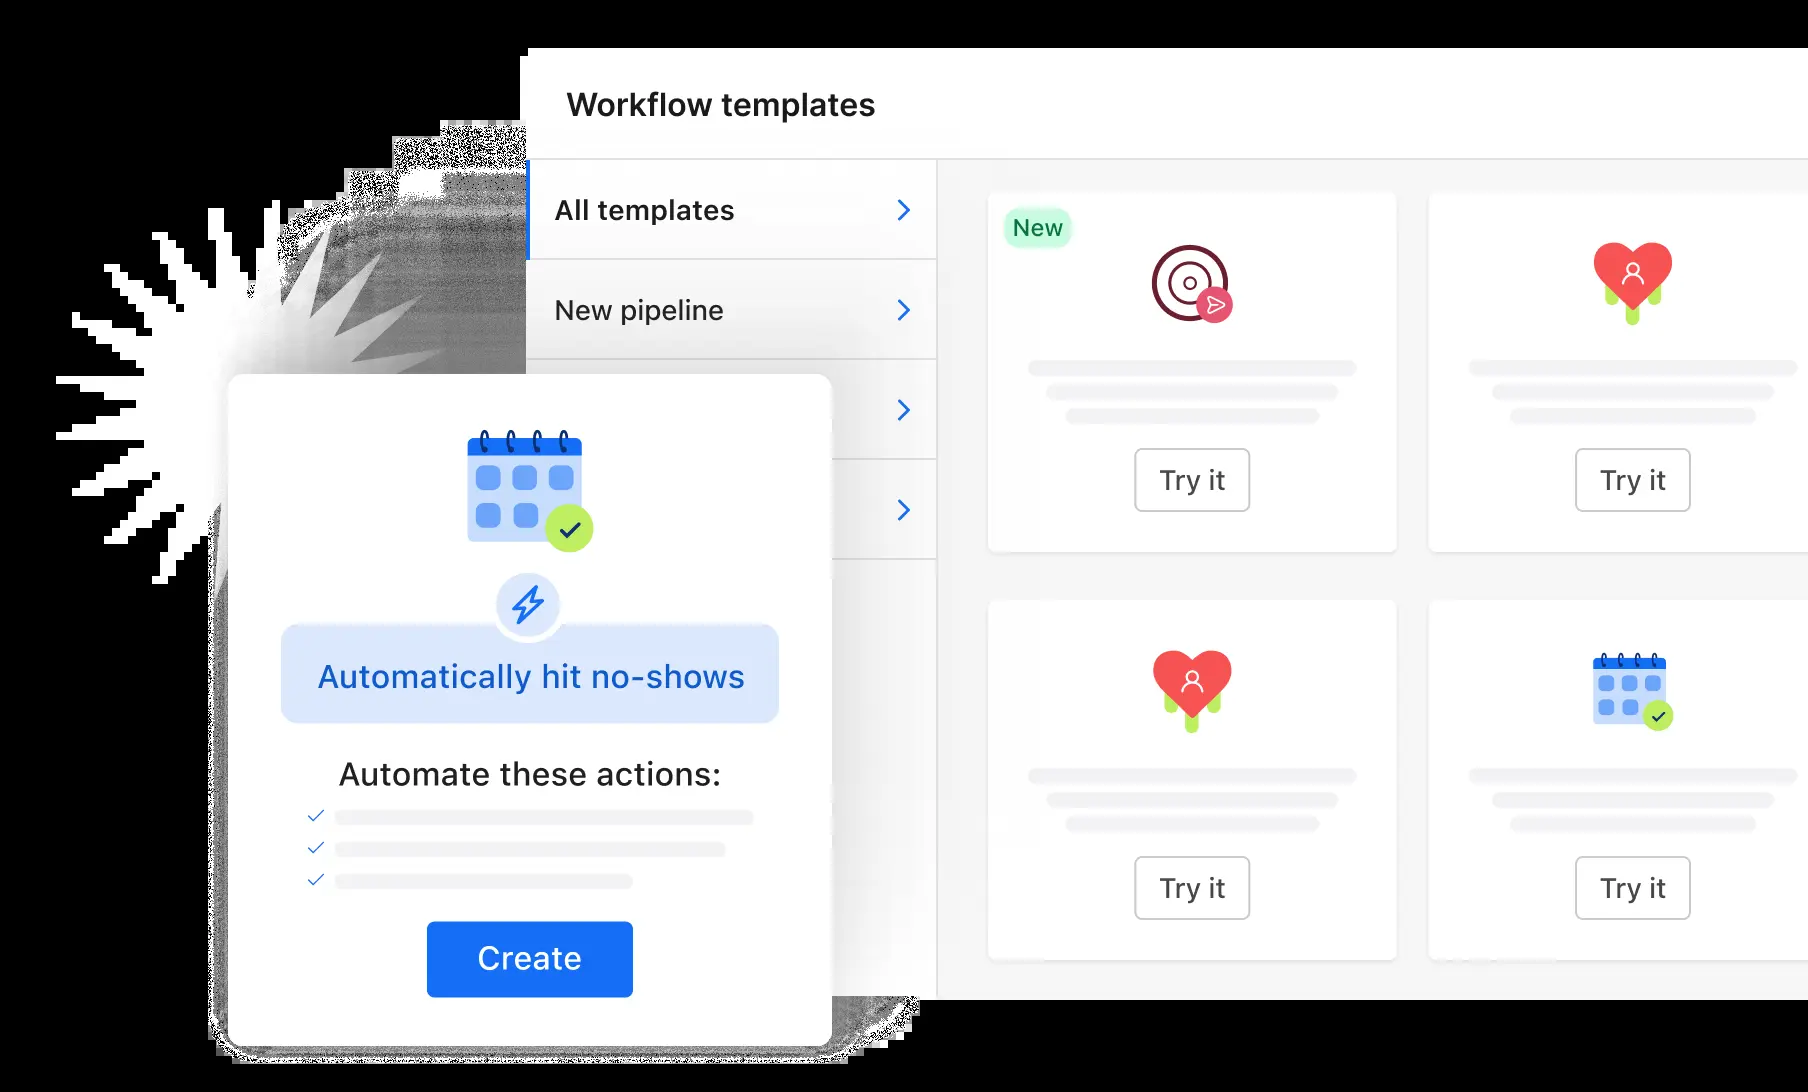 Workflow templates
All templates
New pipeline
New
Try it
Try it
Try it
Try it
Automatically hit no-shows
Automate these actions:
Create